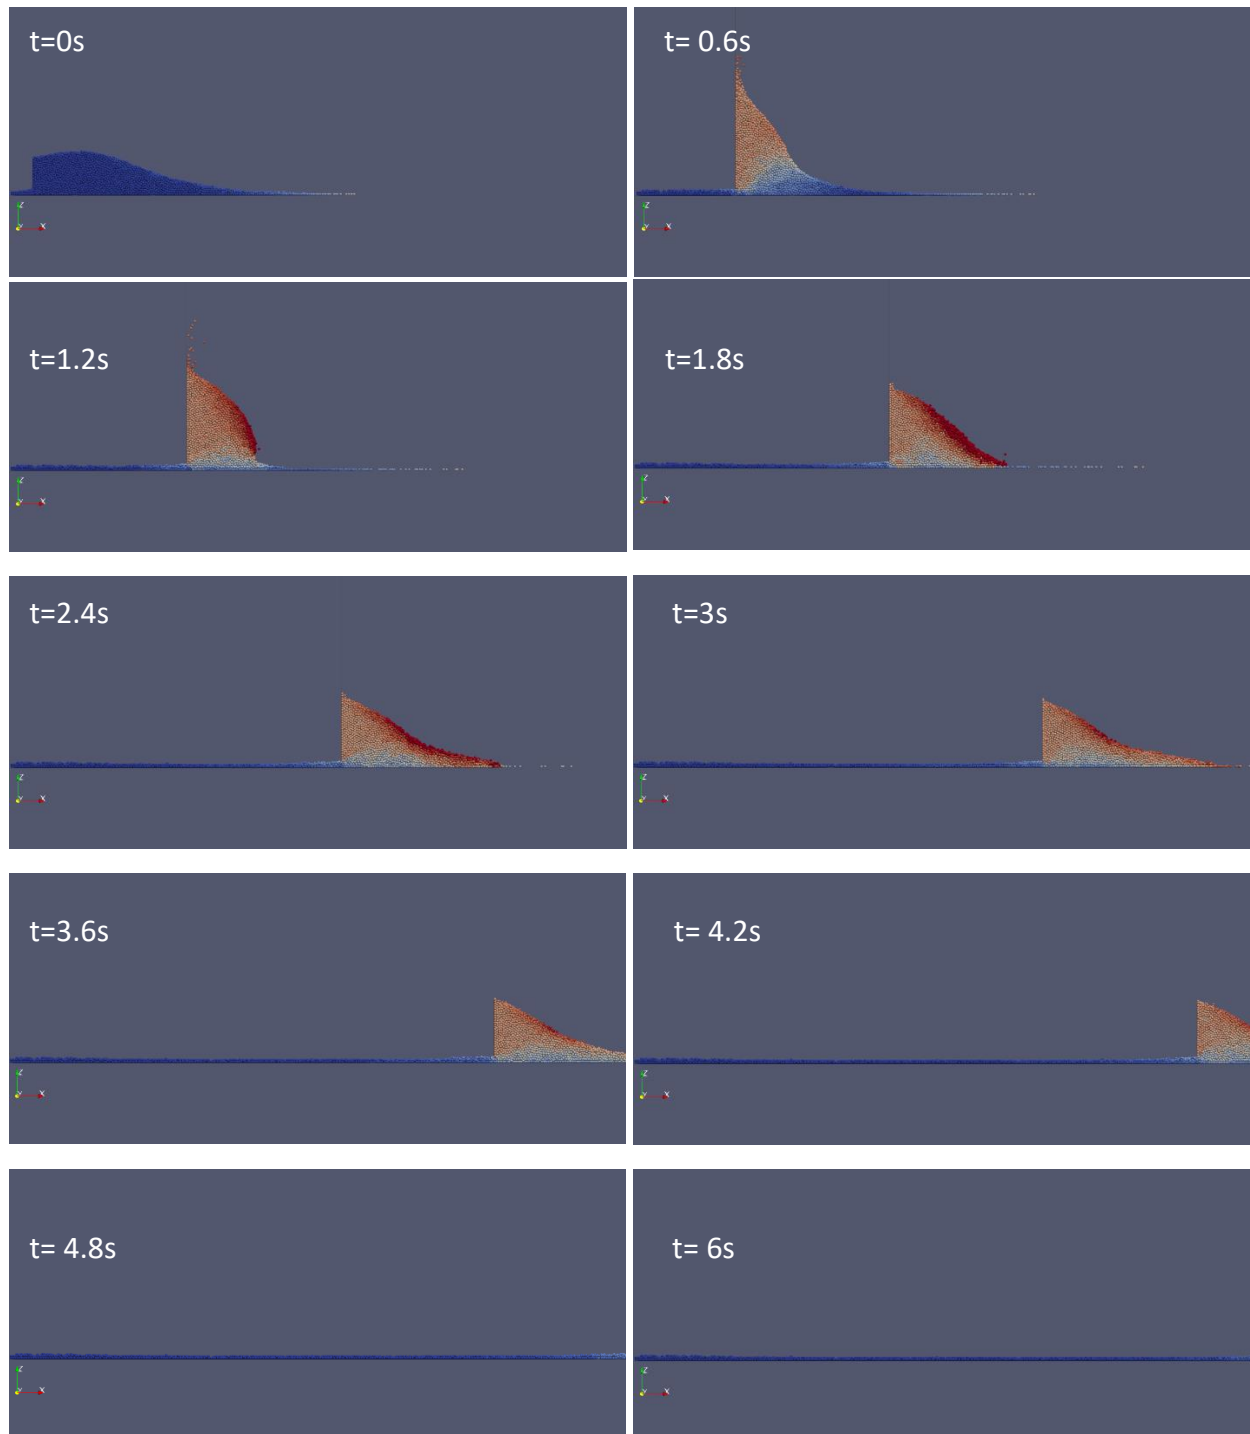 t=0s
t= 0.6s
t=1.2s
t=1.8s
t=2.4s
t=3s
t=3.6s
t= 4.2s
t= 4.8s
t= 6s